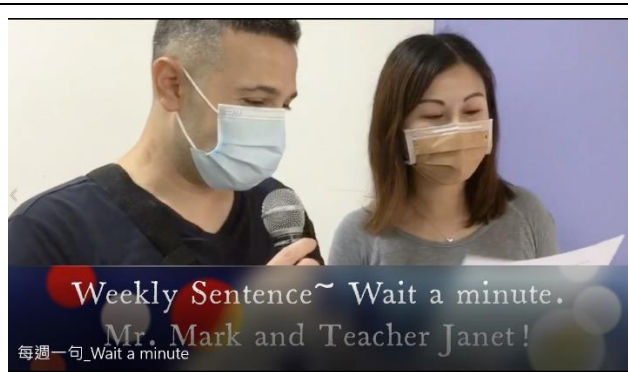 Weekly Sentence~ Wait a minute.
Mr. Mark and Teacher Janet!
每週一句_Wait a minute